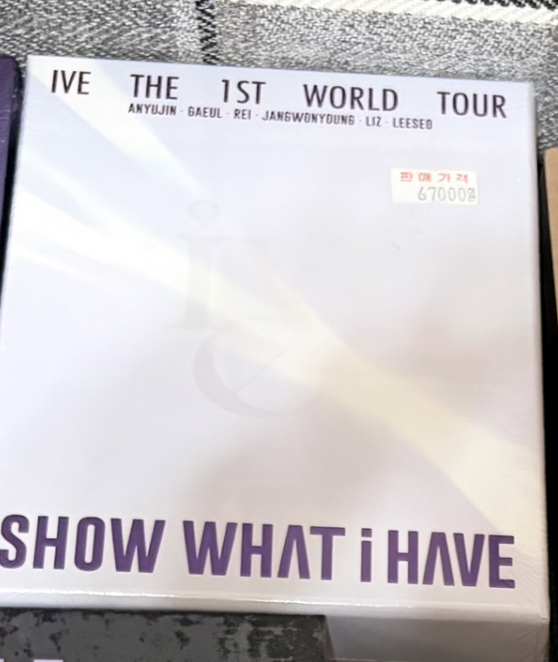 IVE THE 1ST WORLD TOUR
ANYUJIN · GAEUL · REI · JANGWONYOUNG · LIZ · LEESEO
판매가격
67000원
SHOW WHAT i HAVE